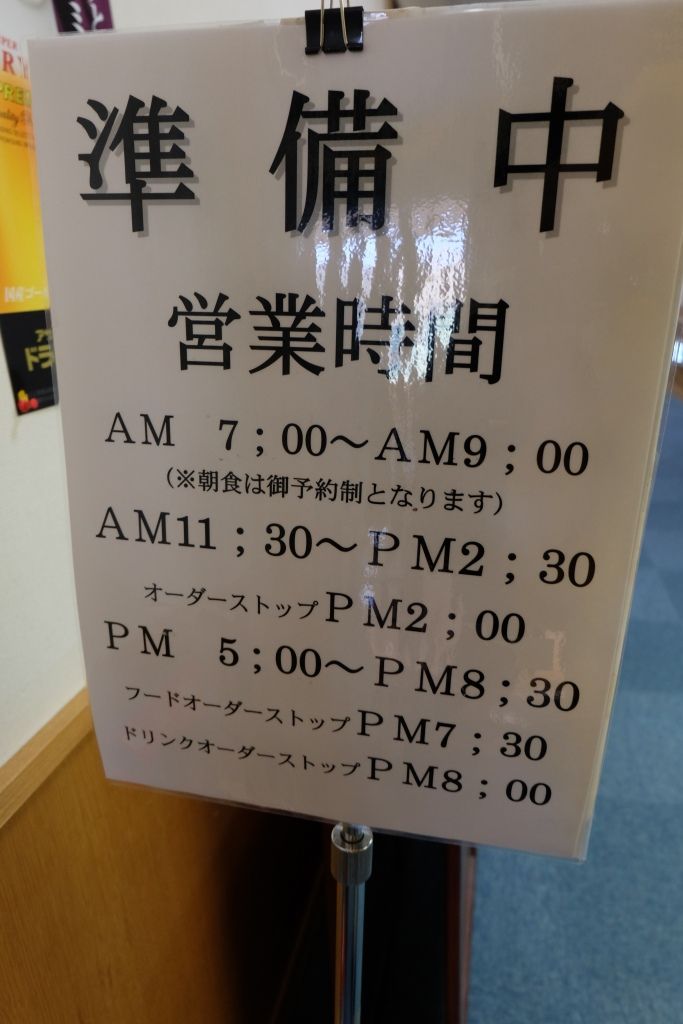 準備中
営業時間
AM 7；00～AM9；00
（※朝食は御予約制となります）
AM11；30～PM2；30
オーダーストップPM2；00
PM 5；00～PM8；30
フードオーダーストップPM7；30
ドリンクオーダーストップPM8；00